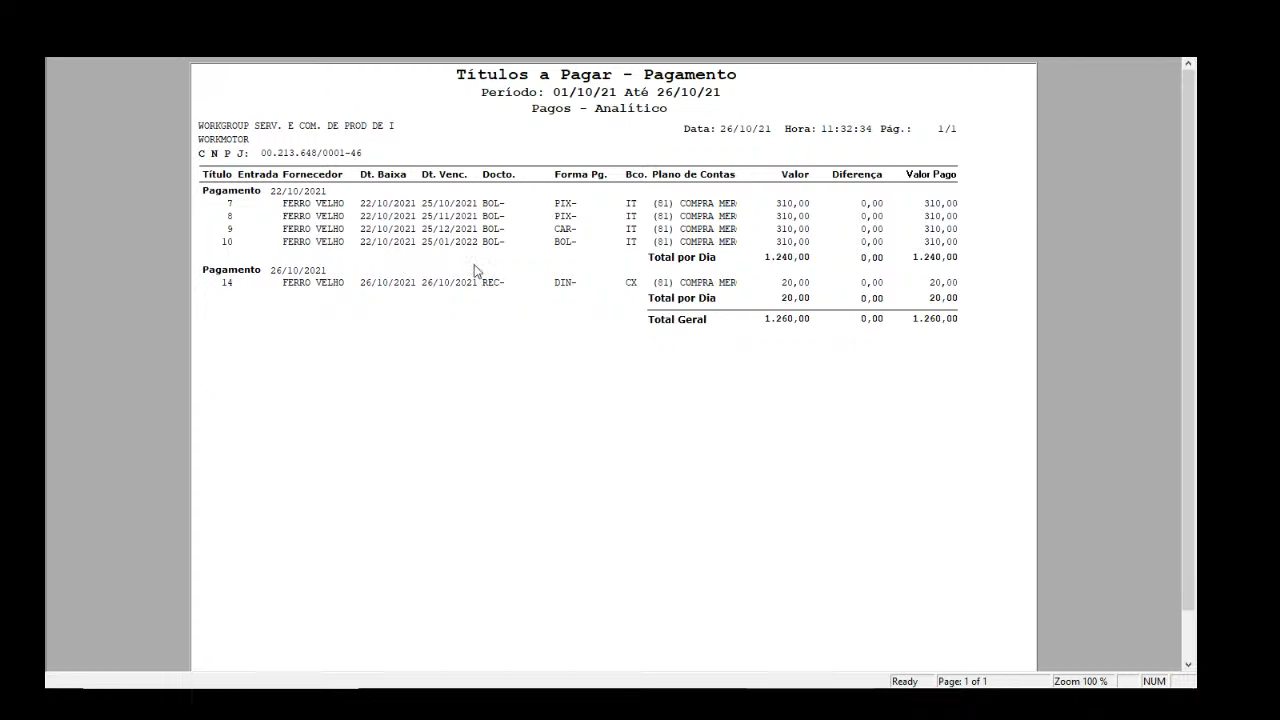 Títulos a Pagar - Pagamento
Período: 01/10/21 Até 26/10/21
Pagos - Analítico
WORKGROUP SERV. E COM. DE PROD DE I
Data: 26/10/21 Hora: 11:32:34 Pág.: 1/1
WORKMOTOR
C N P J: 00.213.648/0001-46
Título Entrada Fornecedor Dt. Baixa Dt. Venc. Docto. Forma Pg. Bco. Plano de Contas Valor Diferença Valor Pago
Pagamento 22/10/2021
7 FERRO VELHO 22/10/2021 25/10/2021 BOL- PIX- IT (81) COMPRA MER 310,00 0,00 310,00
8 FERRO VELHO 22/10/2021 25/11/2021 BOL- PIX- IT (81) COMPRA MER 310,00 0,00 310,00
9 FERRO VELHO 22/10/2021 25/12/2021 BOL- CAR- IT (81) COMPRA MER 310,00 0,00 310,00
10 FERRO VELHO 22/10/2021 25/01/2022 BOL- BOL- IT (81) COMPRA MER 310,00 0,00 310,00
Total por Dia 1.240,00 0,00 1.240,00
Pagamento 26/10/2021
14 FERRO VELHO 26/10/2021 26/10/2021 REC- DIN- CX (81) COMPRA MER 20,00 0,00 20,00
Total por Dia 20,00 0,00 20,00
Total Geral 1.260,00 0,00 1.260,00
Ready Page: 1 of 1 Zoom 100 % NUM